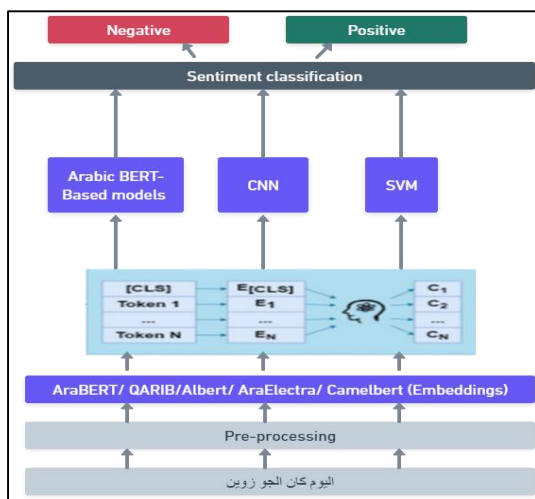 Negative
Positive
Sentiment classification
Arabic BERT-
Based models
CNN
SVM
[CLS]
E[CLS]
C1
Token 1
E1
C2
...
...
...
Token N
EN
CN
AraBERT/ QARIB/Albert/ AraElectra/ Camelbert (Embeddings)
Pre-processing
اليوم كان الجو زوين